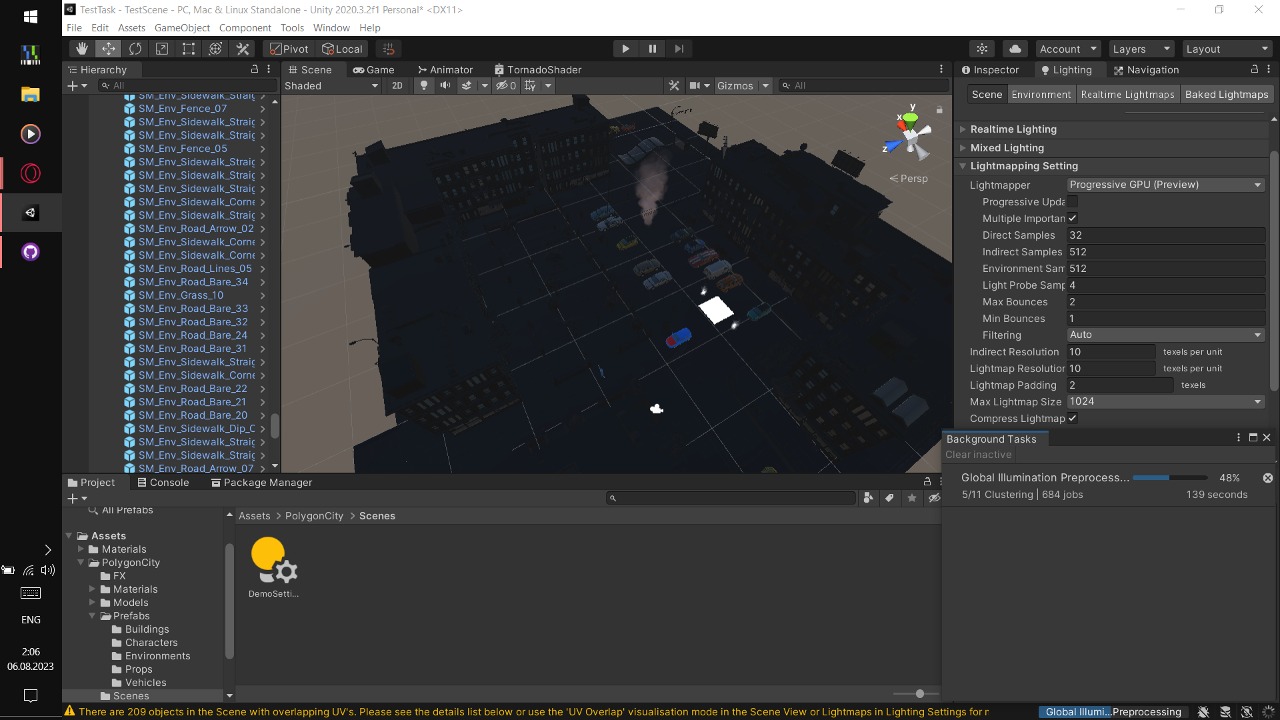 TestTask - TestScene - PC, Mac & Linux Standalone - Unity 2020.3.2f1 Personal* <DX11>
File Edit Assets GameObject Component Tools Window Help
Pivot Local Account Layers Layout
Hierarchy
All
SM_Env_Sidewalk_Straig
SM_Env_Fence_07
SM_Env_Sidewalk_Straig
SM_Env_Sidewalk_Straig
SM_Env_Fence_05
SM_Env_Sidewalk_Straig
SM_Env_Sidewalk_Straig
SM_Env_Sidewalk_Straig
SM_Env_Sidewalk_Corne
SM_Env_Sidewalk_Straig
SM_Env_Road_Arrow_02
SM_Env_Sidewalk_Corne
SM_Env_Sidewalk_Corne
SM_Env_Road_Lines_05
SM_Env_Road_Bare_34
SM_Env_Grass_10
SM_Env_Road_Bare_33
SM_Env_Road_Bare_32
SM_Env_Road_Bare_24
SM_Env_Road_Bare_31
SM_Env_Sidewalk_Straig
SM_Env_Sidewalk_Corne
SM_Env_Road_Bare_22
SM_Env_Road_Bare_21
SM_Env_Road_Bare_20
SM_Env_Sidewalk_Dip_C
SM_Env_Sidewalk_Straig
SM_Env_Sidewalk_Straig
SM_Env_Road_Arrow_07
Scene Game Animator TornadoShader
Shaded 2D 0 Gizmos All
y
x
z
Persp
Inspector Lighting Navigation
Scene Environment Realtime Lightmaps Baked Lightmaps
Realtime Lighting
Mixed Lighting
Lightmapping Setting
Lightmapper Progressive GPU (Preview)
Progressive Upda
Multiple Importan
Direct Samples 32
Indirect Samples 512
Environment Sam 512
Light Probe Samp 4
Max Bounces 2
Min Bounces 1
Filtering Auto
Indirect Resolution 10 texels per unit
Lightmap Resolution 10 texels per unit
Lightmap Padding 2 texels
Max Lightmap Size 1024
Compress Lightmap
Background Tasks
Clear inactive
Global Illumination Preprocess... 48%
5/11 Clustering | 684 jobs 139 seconds
Project Console Package Manager
All Prefabs
Assets
Materials
PolygonCity
FX
Materials
Models
Prefabs
Buildings
Characters
Environments
Props
Vehicles
Scenes
Assets > PolygonCity > Scenes
DemoSetti...
ENG
2:06
06.08.2023
There are 209 objects in the Scene with overlapping UV's. Please see the details list below or use the 'UV Overlap' visualisation mode in the Scene View or Lightmaps in Lighting Settings for n
Global Illumi... Preprocessing